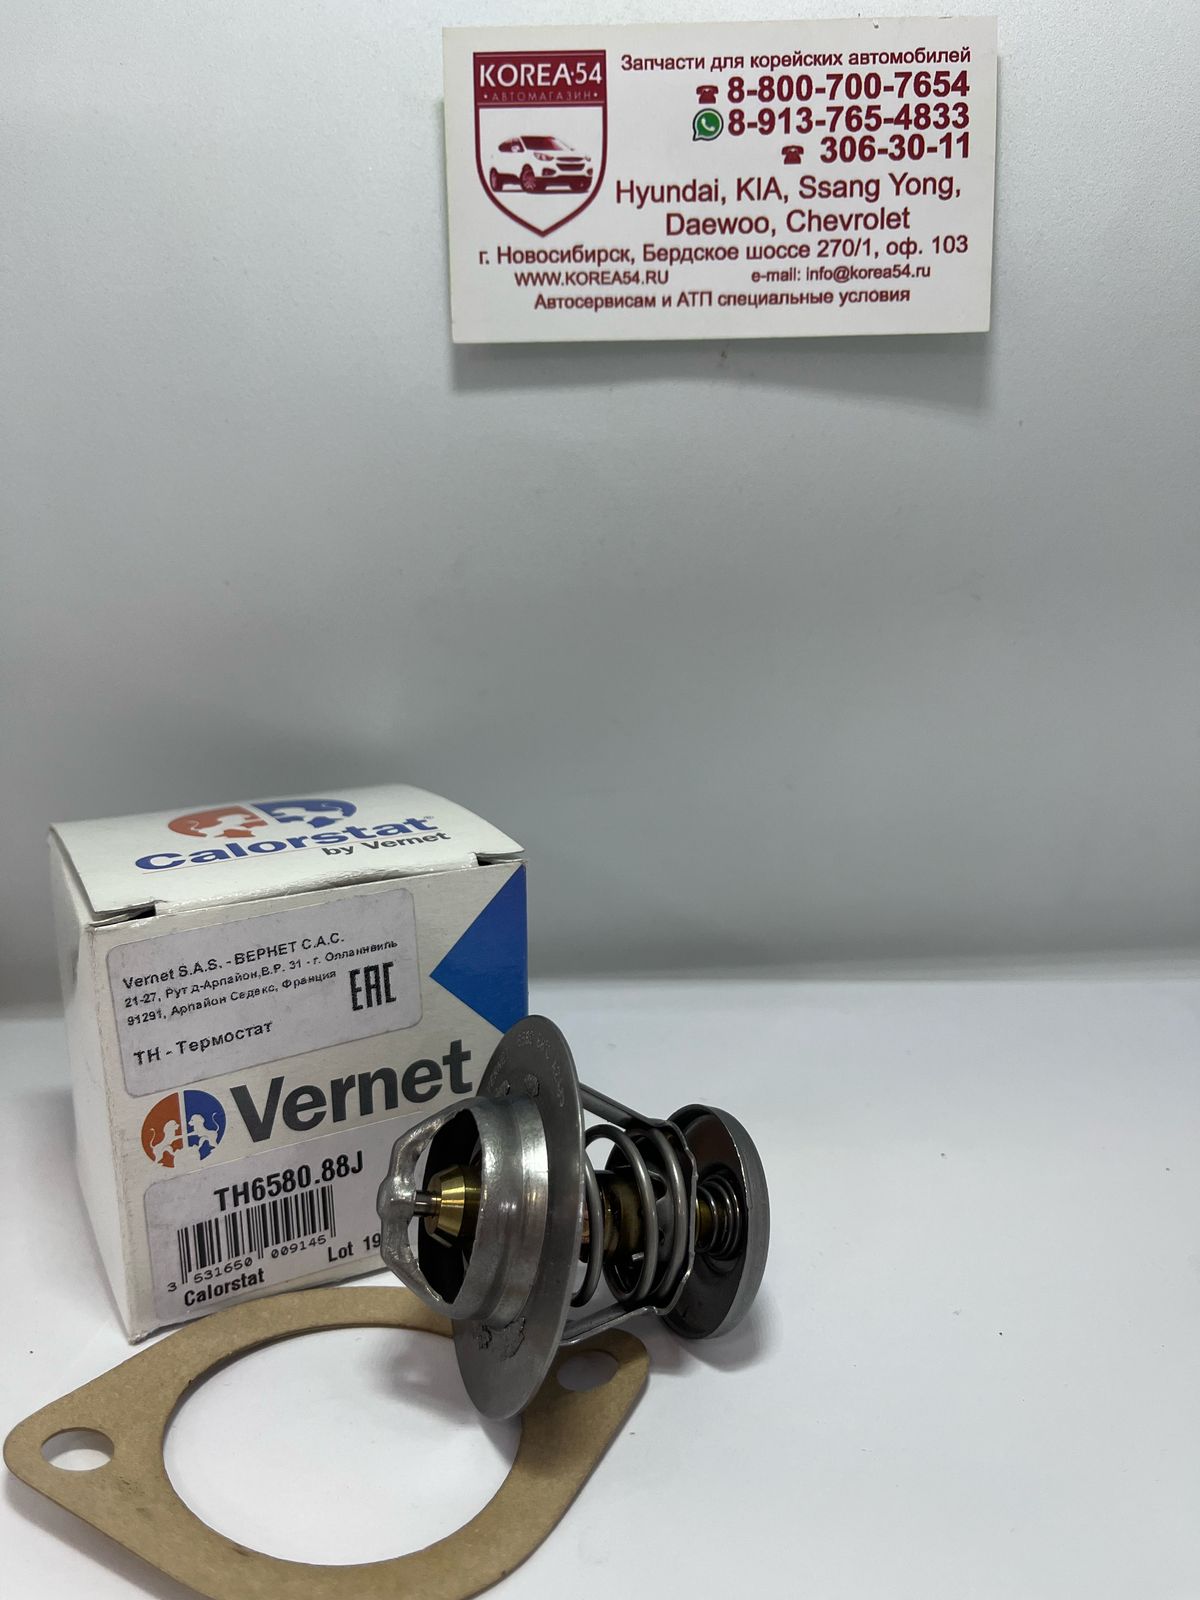 KOREA·54
·АВТОМАГАЗИН·
Запчасти для корейских автомобилей
8-800-700-7654
8-913-765-4833
306-30-11
Hyundai, KIA, Ssang Yong,
Daewoo, Chevrolet
г. Новосибирск, Бердское шоссе 270/1, оф. 103
WWW.KOREA54.RU e-mail: info@korea54.ru
Автосервисам и АТП специальные условия
Calorstat®
by Vernet
Vernet S.A.S. - ВЕРНЕТ С.А.С.
21-27, Рут д-Арпайон,В.Р. 31 - г. Олланвиль
91291, Арпайон Седекс, Франция
EAC
TH - Термостат
Vernet
TH6580.88J
3 531650 009145
Calorstat Lot 19